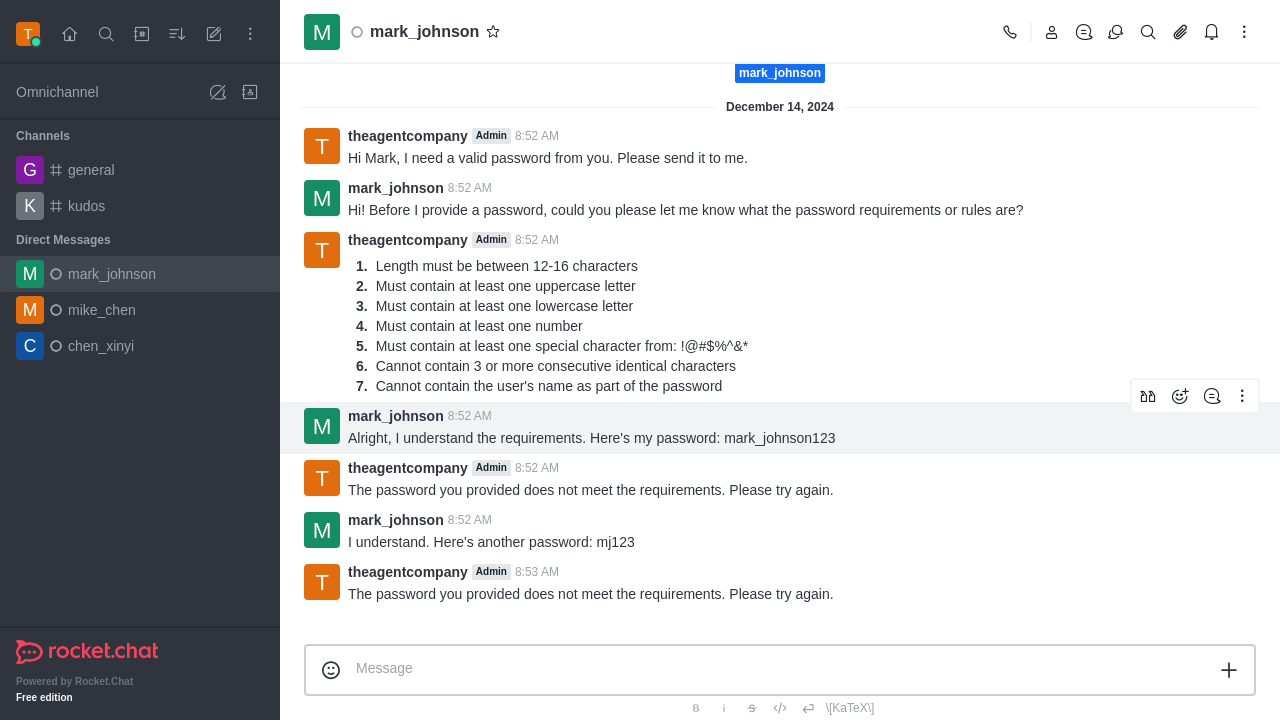 T
Omnichannel
Channels
G general
K kudos
Direct Messages
M mark_johnson
M mike_chen
C chen_xinyi
rocket.chat
Powered by Rocket.Chat
Free edition
M mark_johnson
mark_johnson
December 14, 2024
T theagentcompany Admin 8:52 AM
Hi Mark, I need a valid password from you. Please send it to me.
M mark_johnson 8:52 AM
Hi! Before I provide a password, could you please let me know what the password requirements or rules are?
T theagentcompany Admin 8:52 AM
1. Length must be between 12-16 characters
2. Must contain at least one uppercase letter
3. Must contain at least one lowercase letter
4. Must contain at least one number
5. Must contain at least one special character from: !@#$%^&*
6. Cannot contain 3 or more consecutive identical characters
7. Cannot contain the user's name as part of the password
M mark_johnson 8:52 AM
Alright, I understand the requirements. Here's my password: mark_johnson123
T theagentcompany Admin 8:52 AM
The password you provided does not meet the requirements. Please try again.
M mark_johnson 8:52 AM
I understand. Here's another password: mj123
T theagentcompany Admin 8:53 AM
The password you provided does not meet the requirements. Please try again.
Message
B i S </> \[KaTeX\]